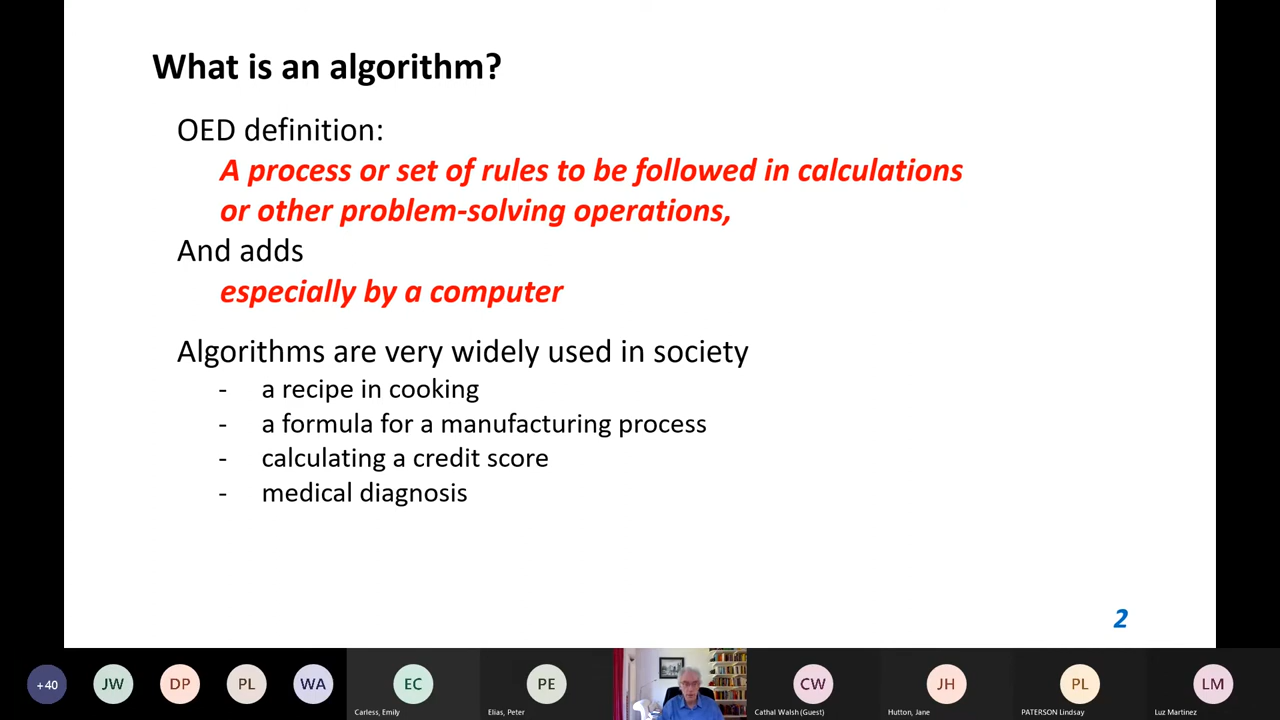 What is an algorithm?
OED definition:
A process or set of rules to be followed in calculations
or other problem-solving operations,
And adds
especially by a computer
Algorithms are very widely used in society
- a recipe in cooking
- a formula for a manufacturing process
- calculating a credit score
- medical diagnosis
2
+40 JW DP PL WA EC PE CW JH PL LM
Carless, Emily Elias, Peter Cathal Walsh (Guest) Hutton, Jane PATERSON Lindsay Luz Martinez